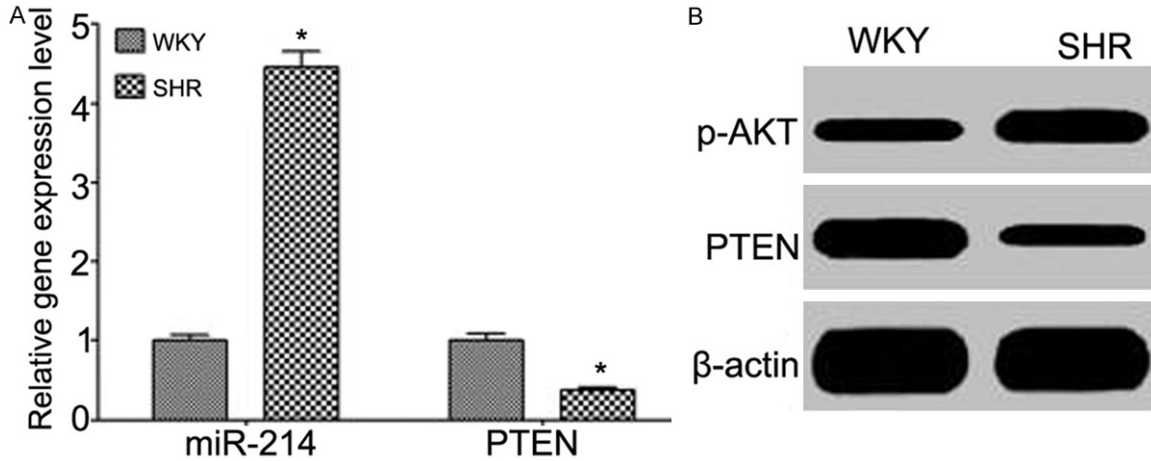 A
Relative gene expression level
5
4
3
2
1
0
WKY
SHR
*
*
miR-214
PTEN
B
WKY SHR
p-AKT
PTEN
β-actin